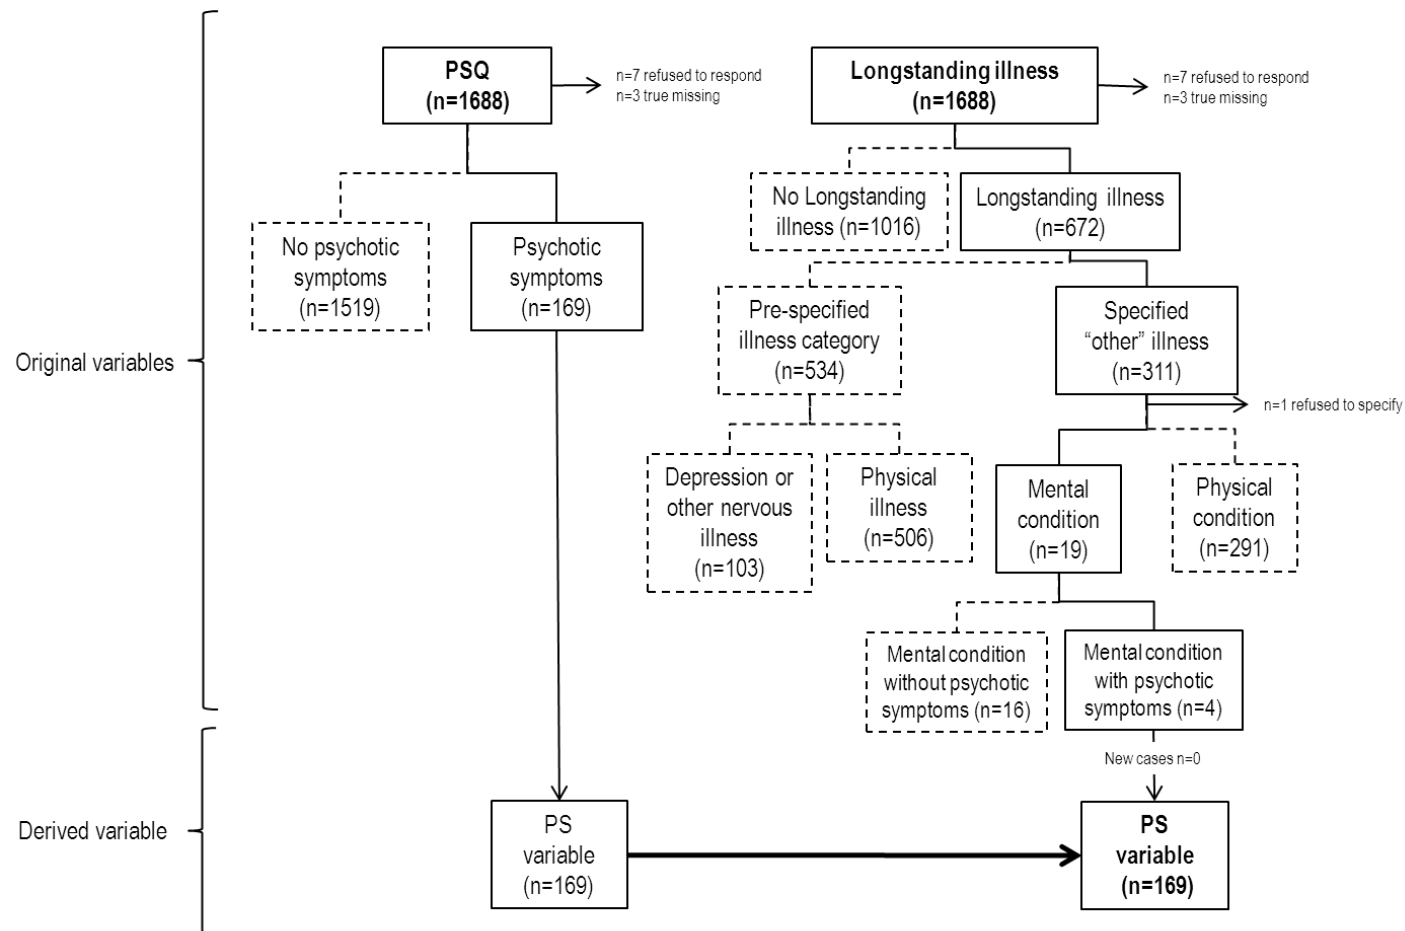 PSQ
(n=1688)
n=7 refused to respond
n=3 true missing
Longstanding illness
(n=1688)
n=7 refused to respond
n=3 true missing
No psychotic
symptoms
(n=1519)
Psychotic
symptoms
(n=169)
No Longstanding
illness (n=1016)
Longstanding illness
(n=672)
Pre-specified
illness category
(n=534)
Specified
“other” illness
(n=311)
Original variables
n=1 refused to specify
Depression or
other nervous
illness
(n=103)
Physical
illness
(n=506)
Mental
condition
(n=19)
Physical
condition
(n=291)
Mental condition
without psychotic
symptoms (n=16)
Mental condition
with psychotic
symptoms (n=4)
New cases n=0
Derived variable
PS
variable
(n=169)
PS
variable
(n=169)